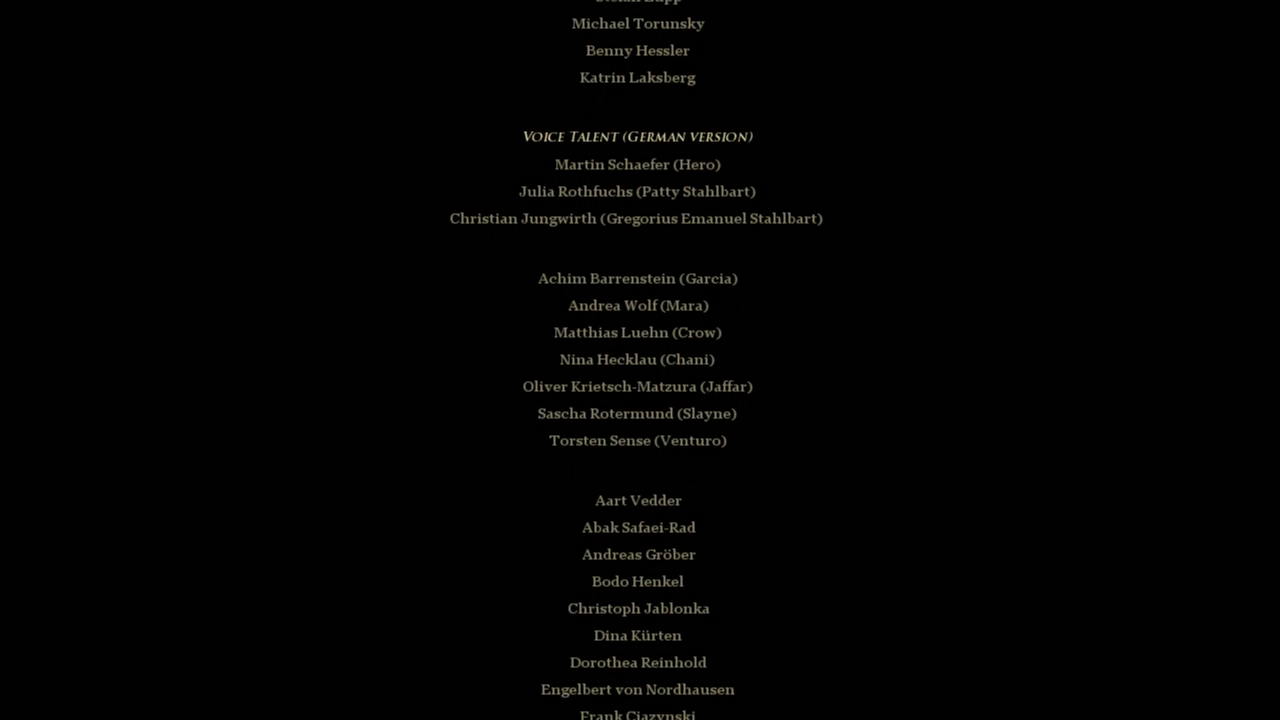 Michael Torunsky
Benny Hessler
Katrin Laksberg
Voice Talent (German version)
Martin Schaefer (Hero)
Julia Rothfuchs (Patty Stahlbart)
Christian Jungwirth (Gregorius Emanuel Stahlbart)
Achim Barrenstein (Garcia)
Andrea Wolf (Mara)
Matthias Luehn (Crow)
Nina Hecklau (Chani)
Oliver Krietsch-Matzura (Jaffar)
Sascha Rotermund (Slayne)
Torsten Sense (Venturo)
Aart Vedder
Abak Safaei-Rad
Andreas Gröber
Bodo Henkel
Christoph Jablonka
Dina Kürten
Dorothea Reinhold
Engelbert von Nordhausen
Frank Ciazynski